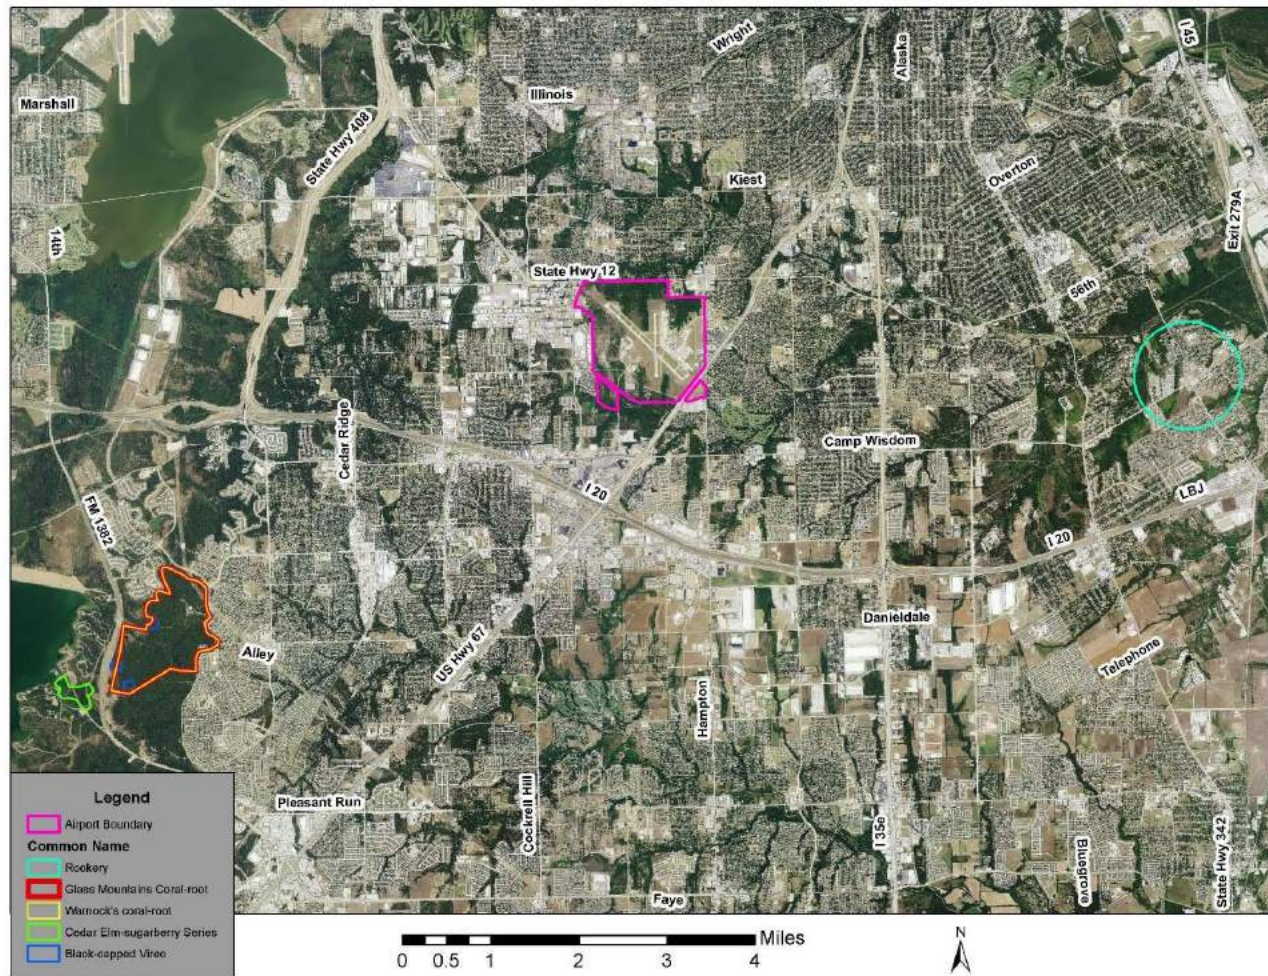 Wright
Alaska
I 45
Marshall
Illinois
State Hwy 408
Kiest
Overton
Exit 279A
14th
State Hwy 12
56th
Cedar Ridge
Camp Wisdom
I 20
LBJ
FM 1382
I 20
Danieldale
Alley
US Hwy 67
Telephone
Hampton
Pleasant Run
Cockrell Hill
I 35e
Bluegrove
State Hwy 342
Faye
Legend
Airport Boundary
Common Name
Rookery
Glass Mountains Coral-root
Warnock's coral-root
Cedar Elm-sugarberry Series
Black-capped Vireo
Miles
0 0.5 1 2 3 4
N